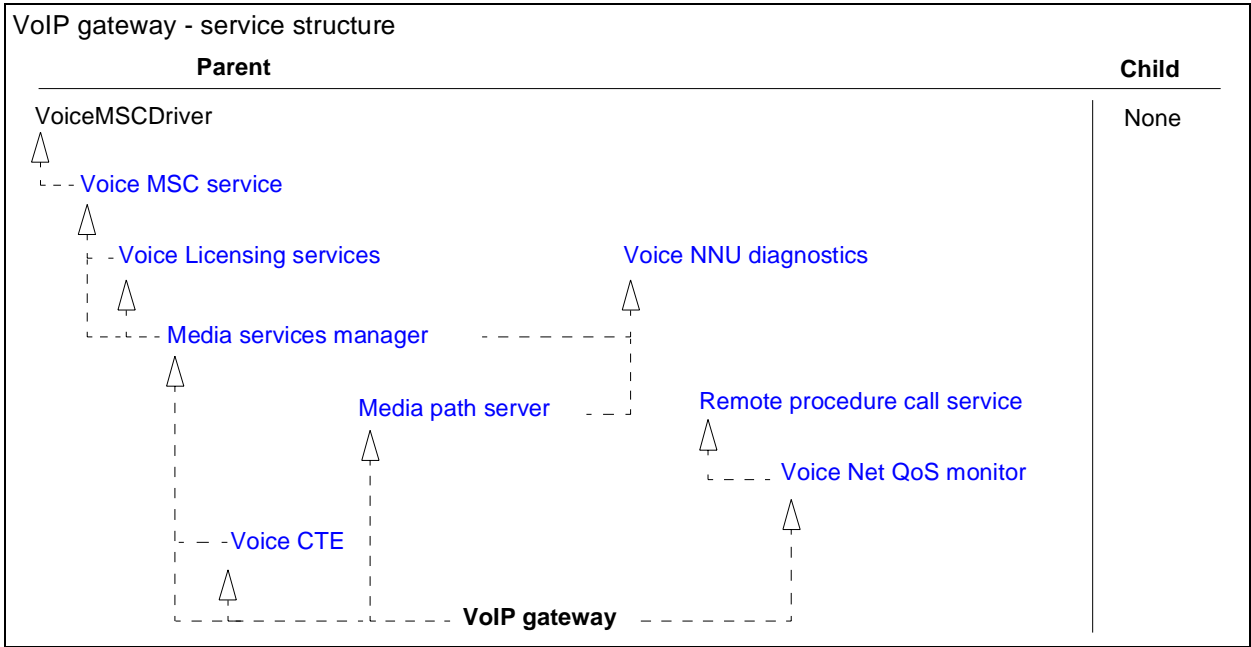 VoIP gateway - service structure
Parent
Child
VoiceMSCDriver
None
Voice MSC service
Voice Licensing services
Voice NNU diagnostics
Media services manager
Media path server
Remote procedure call service
Voice Net QoS monitor
Voice CTE
VoIP gateway